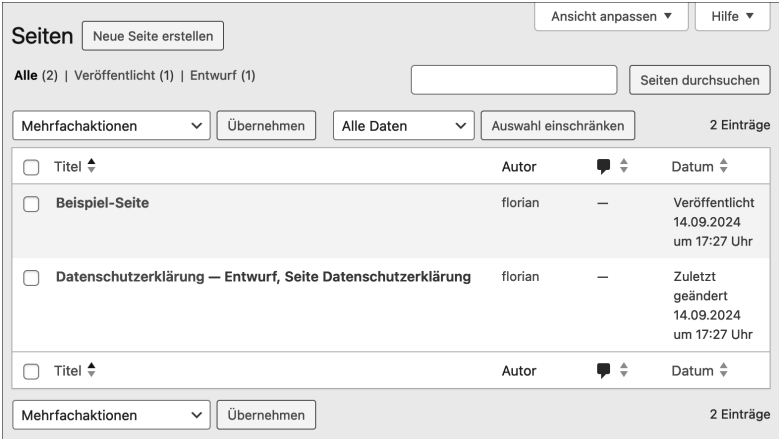 Ansicht anpassen
Hilfe
Seiten
Neue Seite erstellen
Alle (2) | Veröffentlicht (1) | Entwurf (1)
Seiten durchsuchen
Mehrfachaktionen
Übernehmen
Alle Daten
Auswahl einschränken
2 Einträge
Titel
Autor
Datum
Beispiel-Seite
florian
—
Veröffentlicht
14.09.2024
um 17:27 Uhr
Datenschutzerklärung — Entwurf, Seite Datenschutzerklärung
florian
—
Zuletzt
geändert
14.09.2024
um 17:27 Uhr
Titel
Autor
Datum
Mehrfachaktionen
Übernehmen
2 Einträge